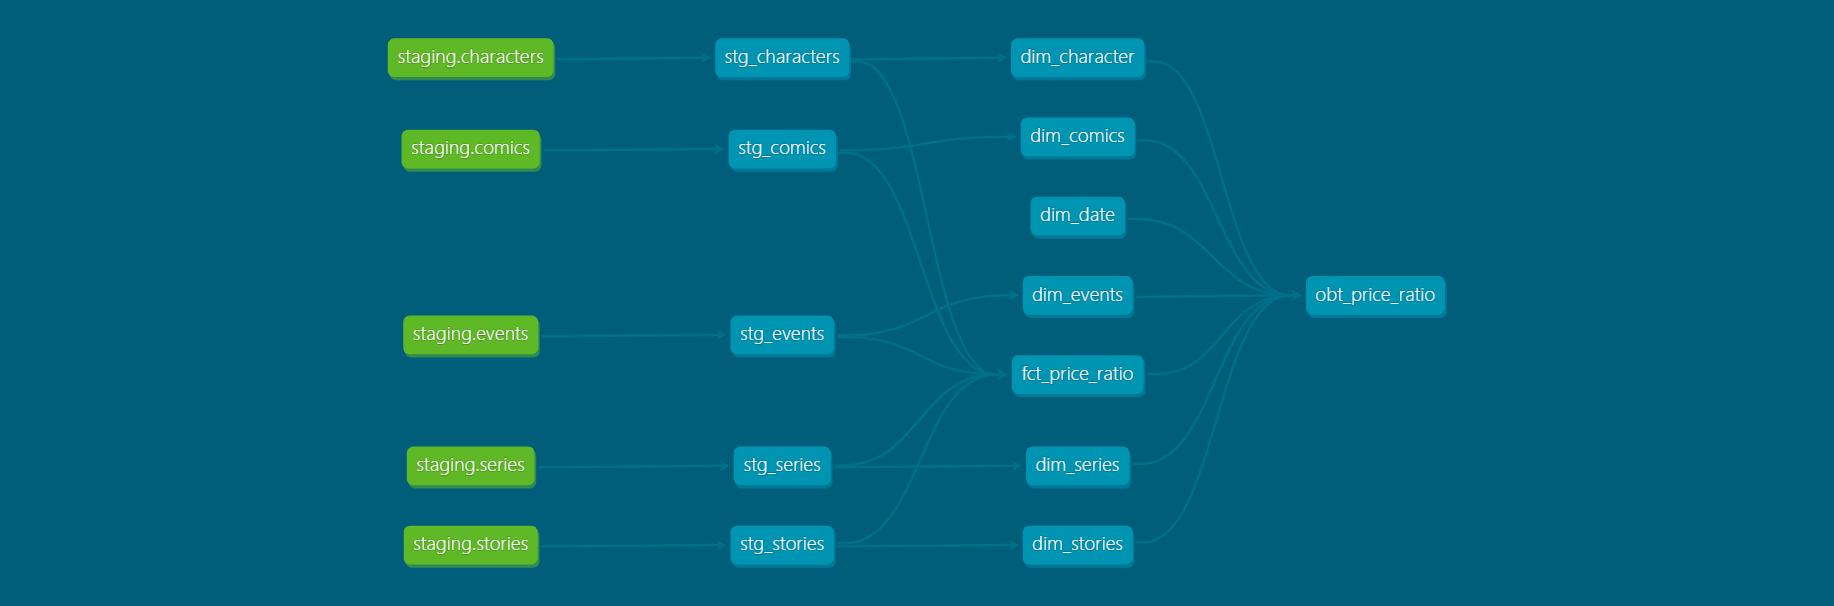 staging.characters
stg_characters
dim_character
staging.comics
stg_comics
dim_comics
dim_date
dim_events
obt_price_ratio
staging.events
stg_events
fct_price_ratio
staging.series
stg_series
dim_series
staging.stories
stg_stories
dim_stories